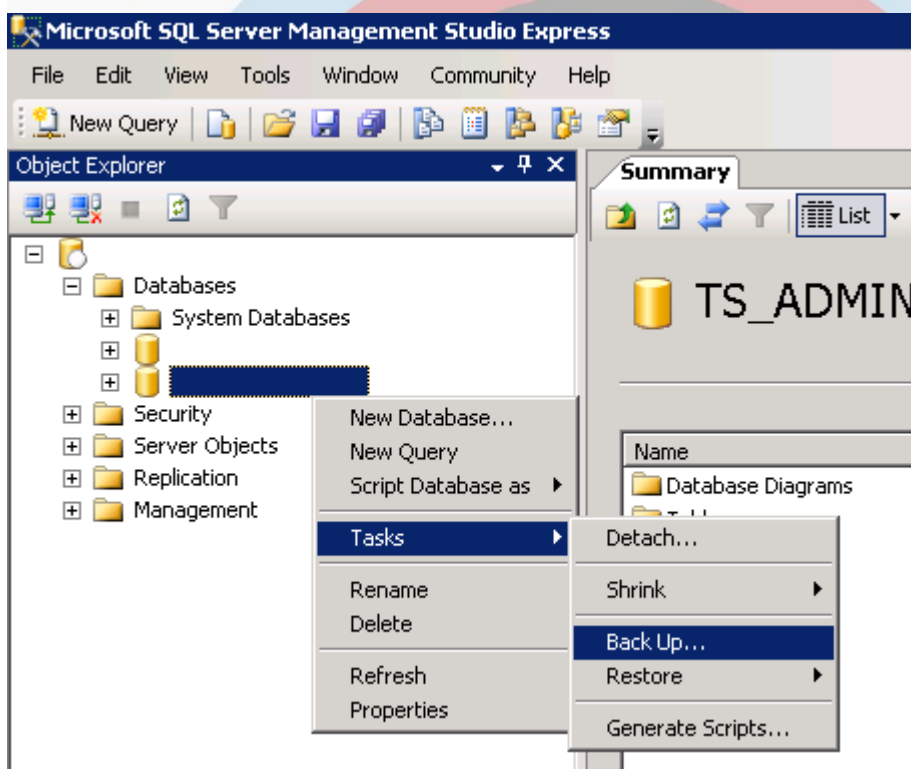 Microsoft SQL Server Management Studio Express
File Edit View Tools Window Community Help
New Query
Object Explorer
Summary
List
Databases
System Databases
TS_ADMIN
Security
Server Objects
Replication
Management
New Database...
New Query
Script Database as
Tasks
Rename
Delete
Refresh
Properties
Name
Database Diagrams
Detach...
Shrink
Back Up...
Restore
Generate Scripts...